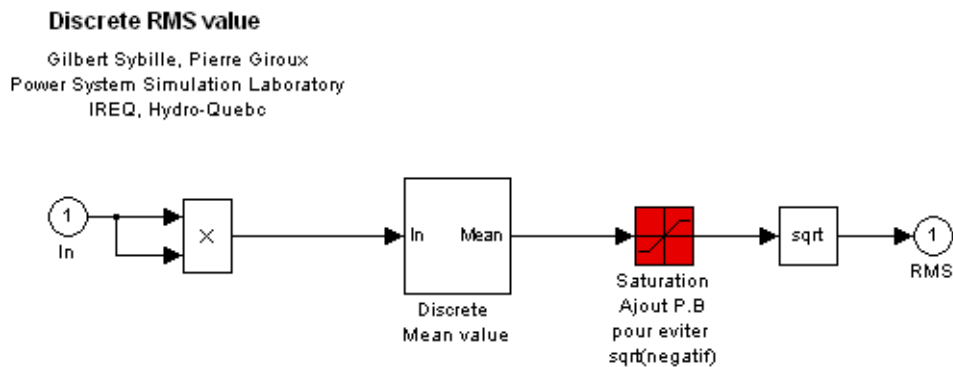 Discrete RMS value
Gilbert Sybille, Pierre Giroux
Power System Simulation Laboratory
IREQ, Hydro-Quebc
1
In
×
In Mean
Discrete
Mean value
Saturation
Ajout P.B
pour eviter
sqrt(negatif)
sqrt
1
RMS